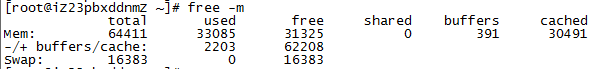 [root@iZ23pbxddnmZ ~]# free -m
total used free shared buffers cached
Mem: 64411 33085 31325 0 391 30491
-/+ buffers/cache: 2203 62208
Swap: 16383 0 16383